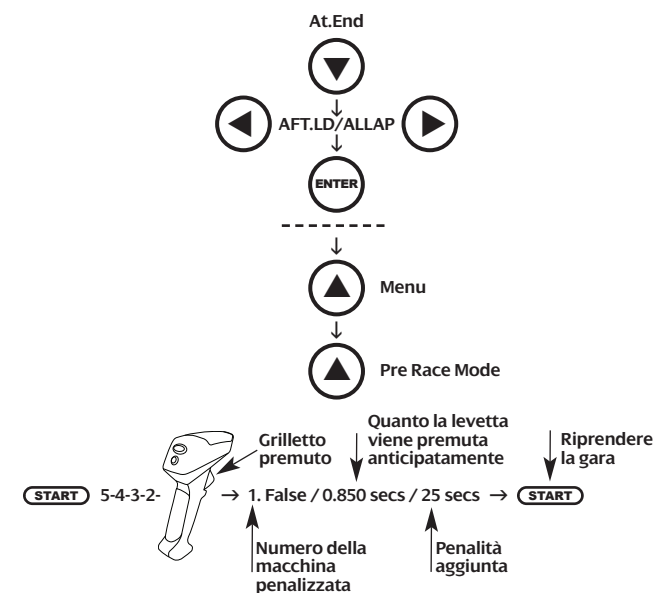 At.End
AFT.LD/ALLAP
ENTER
Menu
Pre Race Mode
Grilletto
premuto
Quanto la levetta
viene premuta
anticipatamente
Riprendere
la gara
START 5-4-3-2- → 1. False / 0.850 secs / 25 secs → START
Numero della
macchina
penalizzata
Penalità
aggiunta